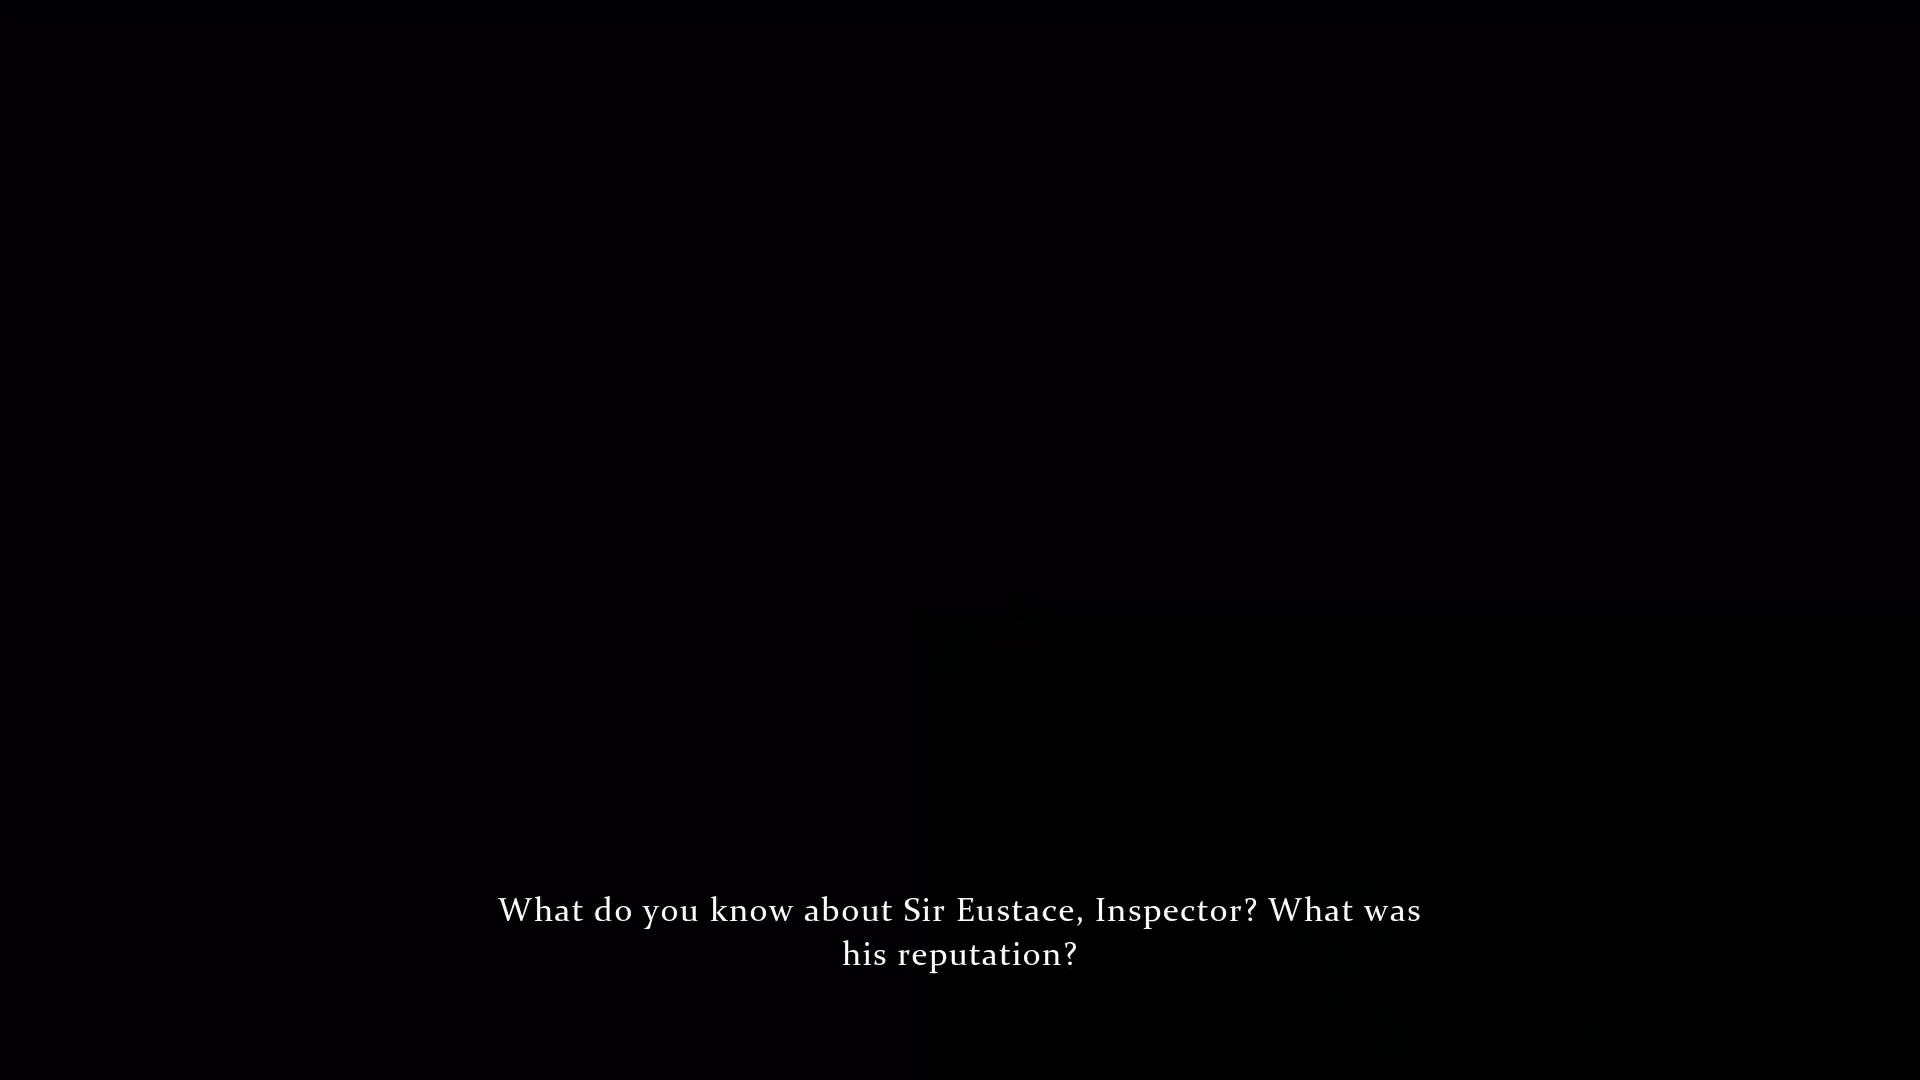 What do you know about Sir Eustace, Inspector? What was
his reputation?